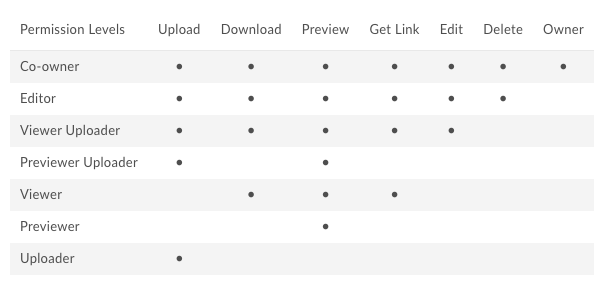 Permission Levels Upload Download Preview Get Link Edit Delete Owner
Co-owner • • • • • • •
Editor • • • • • •
Viewer Uploader • • • • •
Previewer Uploader • •
Viewer • • •
Previewer •
Uploader •